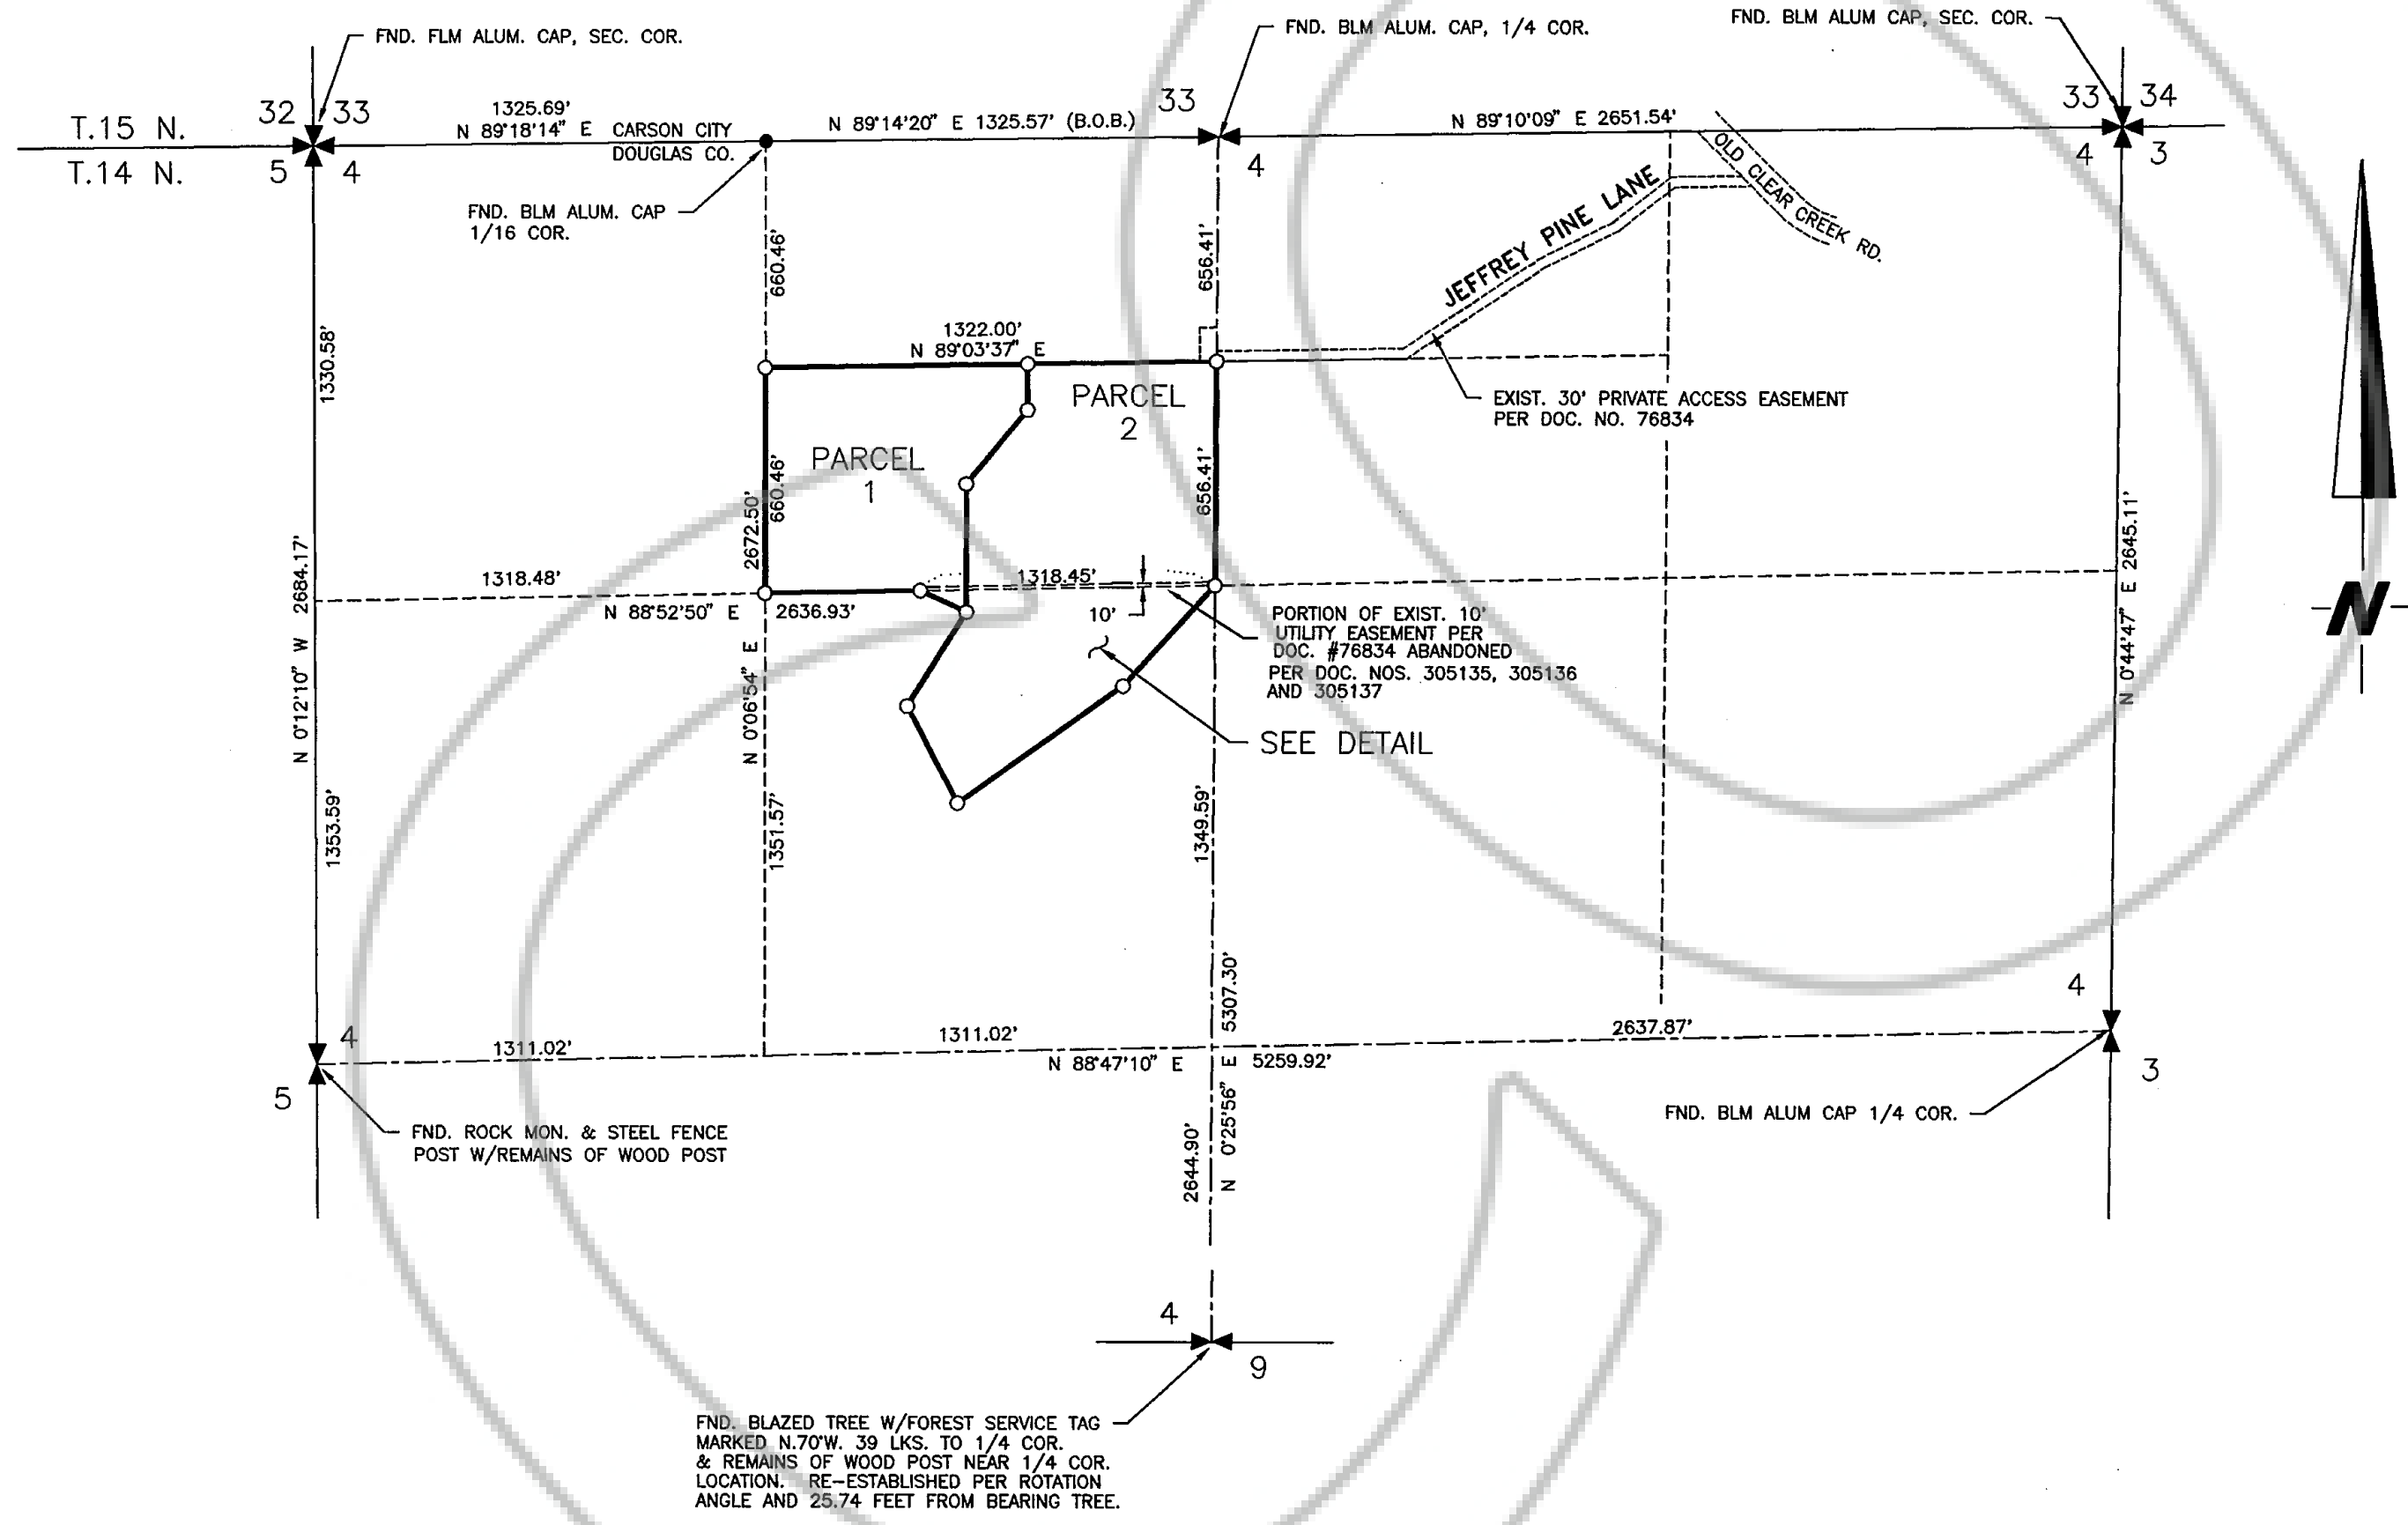 FND. FLM ALUM. CAP, SEC. COR.
FND. BLM ALUM. CAP, 1/4 COR.
FND. BLM ALUM CAP, SEC. COR.
T.15 N.
32 33
1325.69'
N 89°18'14" E
CARSON CITY
DOUGLAS CO.
N 89°14'20" E 1325.57' (B.O.B.)
33
N 89°10'09" E 2651.54'
33 34
T.14 N.
5 4
4
4 3
FND. BLM ALUM. CAP
1/16 COR.
660.46'
656.41'
JEFFREY PINE LANE
OLD CLEAR CREEK RD.
1330.58'
1322.00'
N 89°03'37" E
PARCEL
2
EXIST. 30' PRIVATE ACCESS EASEMENT
PER DOC. NO. 76834
PARCEL
1
2672.50'
660.46'
656.41'
N 0°12'10" W 2684.17'
1318.48'
1318.45'
N 88°52'50" E
2636.93'
10'
PORTION OF EXIST. 10'
UTILITY EASEMENT PER
DOC. #76834 ABANDONED
PER DOC. NOS. 305135, 305136
AND 305137
N 0°44'47" E 2645.11'
N
N 0°06'54" E
SEE DETAIL
1353.59'
1351.57'
1349.59'
5307.30'
4
4
1311.02'
1311.02'
2637.87'
N 88°47'10" E
5259.92'
5
3
FND. ROCK MON. & STEEL FENCE
POST W/REMAINS OF WOOD POST
2644.90'
N 0°25'56" E
FND. BLM ALUM CAP 1/4 COR.
4
9
FND. BLAZED TREE W/FOREST SERVICE TAG
MARKED N.70°W. 39 LKS. TO 1/4 COR.
& REMAINS OF WOOD POST NEAR 1/4 COR.
LOCATION. RE-ESTABLISHED PER ROTATION
ANGLE AND 25.74 FEET FROM BEARING TREE.